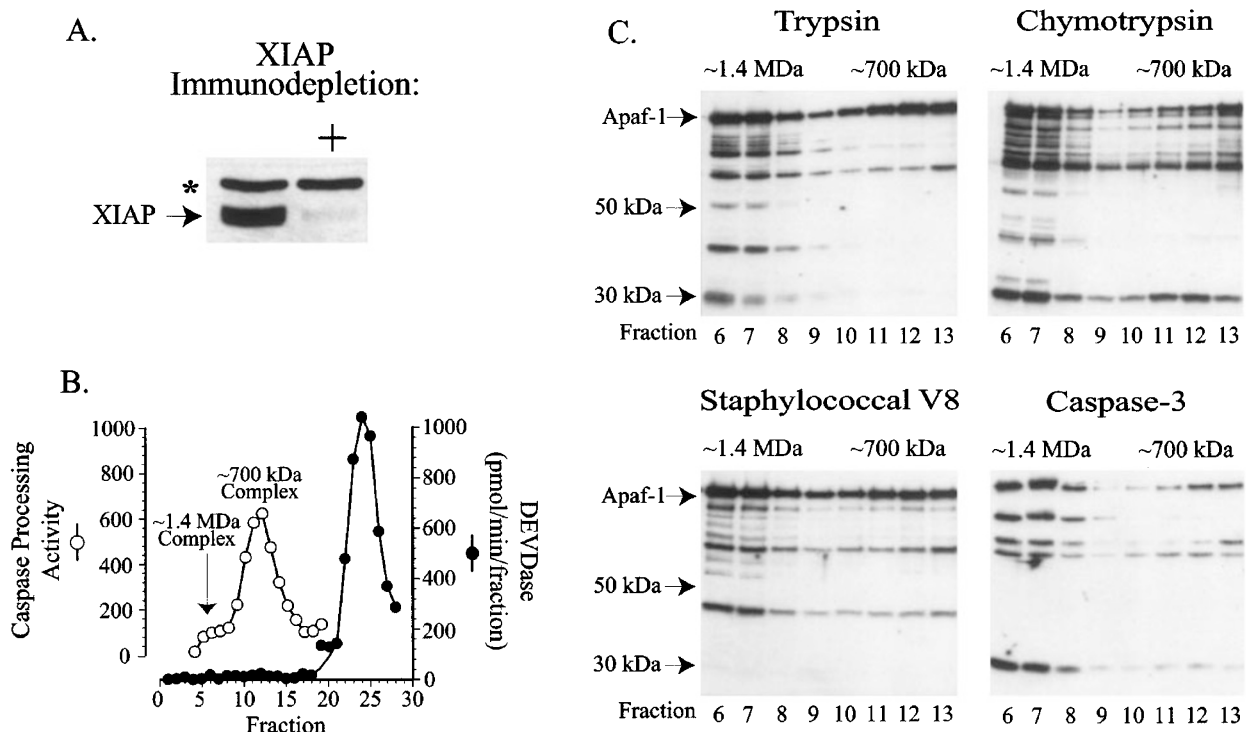 A.
XIAP
Immunodepletion:
+
*
XIAP
B.
Caspase Processing
Activity
1000
800
600
400
200
0
~1.4 MDa
Complex
~700 kDa
Complex
1000
800
600
400
200
0
DEVDase
(pmol/min/fraction)
0 5 10 15 20 25 30
Fraction
C.
Trypsin
~1.4 MDa ~700 kDa
Apaf-1
50 kDa
30 kDa
Fraction 6 7 8 9 10 11 12 13
Chymotrypsin
~1.4 MDa ~700 kDa
6 7 8 9 10 11 12 13
Staphylococcal V8
~1.4 MDa ~700 kDa
Apaf-1
50 kDa
30 kDa
Fraction 6 7 8 9 10 11 12 13
Caspase-3
~1.4 MDa ~700 kDa
6 7 8 9 10 11 12 13